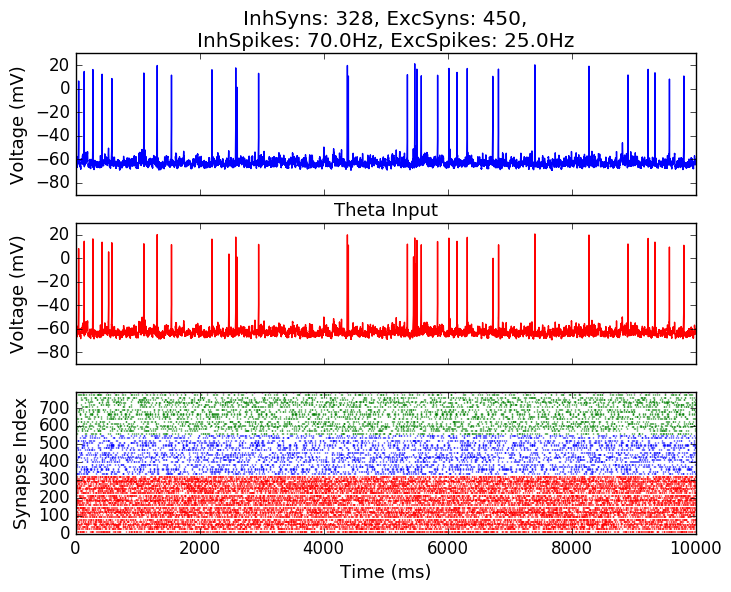 InhSyns: 328, ExcSyns: 450,
InhSpikes: 70.0Hz, ExcSpikes: 25.0Hz
20
0
−20
−40
−60
−80
Voltage (mV)
Theta Input
20
0
−20
−40
−60
−80
Voltage (mV)
700
600
500
400
300
200
100
0
Synapse Index
0 2000 4000 6000 8000 10000
Time (ms)